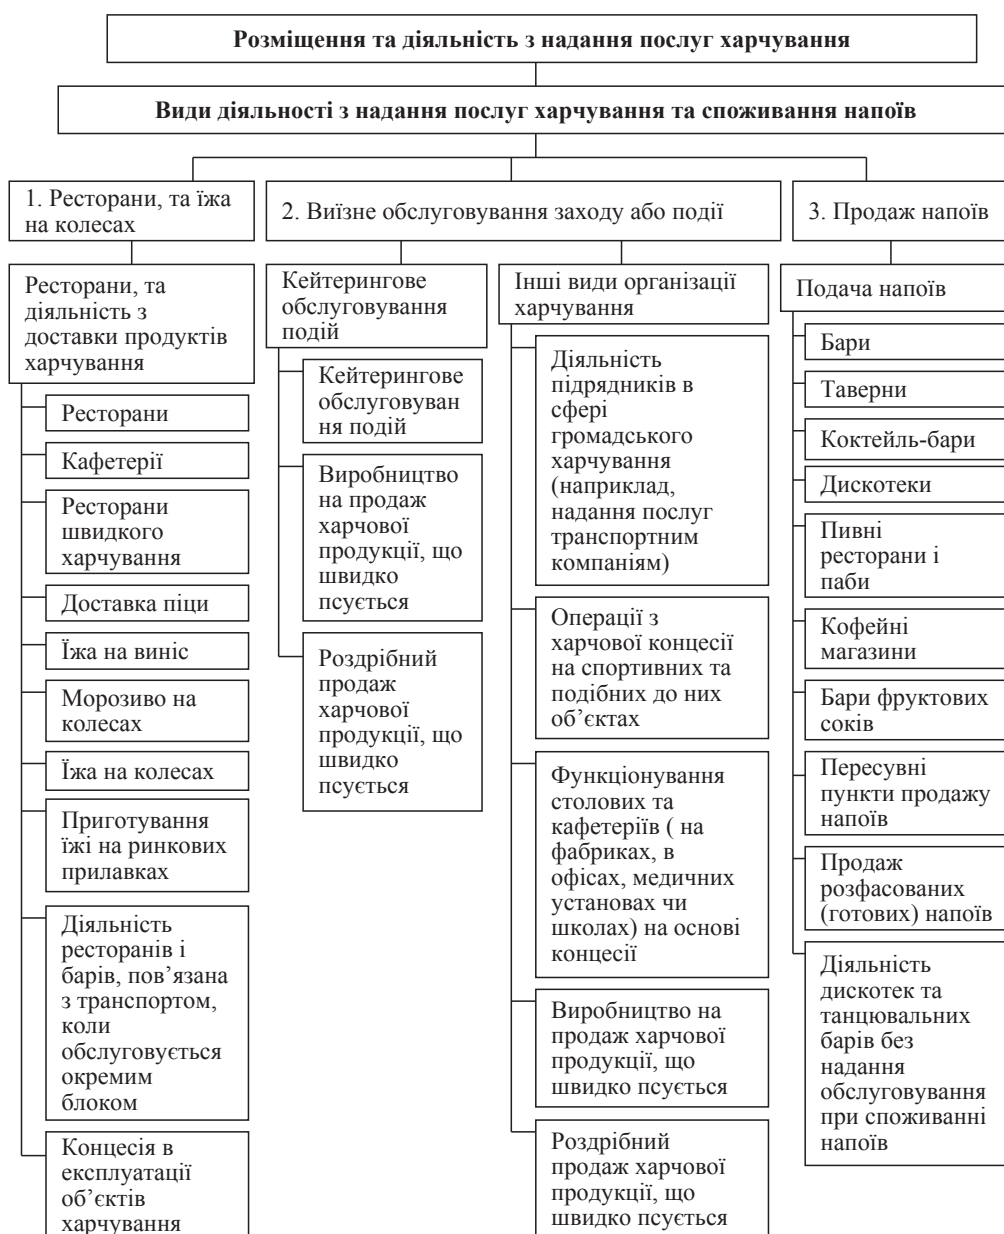 Розміщення та діяльність з надання послуг харчування
Види діяльності з надання послуг харчування та споживання напоїв
1. Ресторани, та їжа
на колесах
2. Виїзне обслуговування заходу або події
3. Продаж напоїв
Ресторани, та
діяльність з
доставки продуктів
харчування
Ресторани
Кафетерії
Ресторани
швидкого
харчування
Доставка піци
Їжа на виніс
Морозиво на
колесах
Їжа на колесах
Приготування
їжі на ринкових
прилавках
Діяльність
ресторанів і
барів, пов’язана
з транспортом,
коли
обслуговується
окремим
блоком
Концесія в
експлуатації
об’єктів
харчування
Кейтерингове
обслуговування
подій
Кейтерингове
обслуговуван
ня подій
Виробництво
на продаж
харчової
продукції, що
швидко
псується
Роздрібний
продаж
харчової
продукції, що
швидко
псується
Інші види організації
харчування
Діяльність
підрядників в
сфері
громадського
харчування
(наприклад,
надання послуг
транспортним
компаніям)
Операції з
харчової концесії
на спортивних та
подібних до них
об’єктах
Функціонування
столових та
кафетеріїв ( на
фабриках, в
офісах, медичних
установах чи
школах) на основі
концесії
Виробництво на
продаж харчової
продукції, що
швидко псується
Роздрібний
продаж харчової
продукції, що
швидко псується
Подача напоїв
Бари
Таверни
Коктейль-бари
Дискотеки
Пивні
ресторани і
паби
Кофейні
магазини
Бари фруктових
соків
Пересувні
пункти продажу
напоїв
Продаж
розфасованих
(готових) напоїв
Діяльність
дискотек та
танцювальних
барів без
надання
обслуговування
при споживанні
напоїв